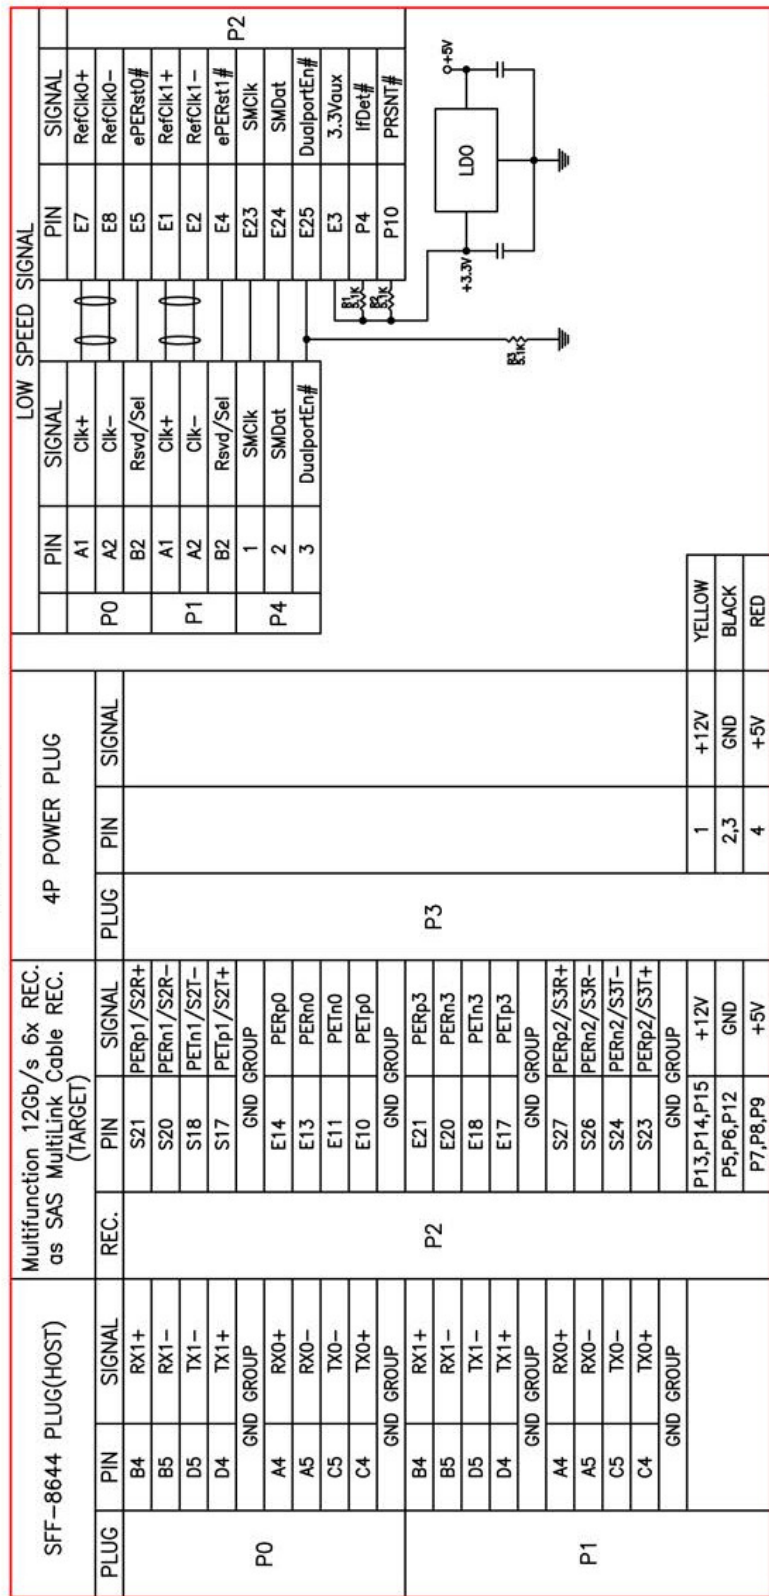 SFF-8644 PLUG(HOST) Multifunction 12Gb/s 6x REC. 4P POWER PLUG
as SAS MultiLink Cable REC.
(TARGET)
PLUG PIN SIGNAL REC. PIN SIGNAL PLUG PIN SIGNAL
B4 RX1+ S21 PERp1/S2R+
B5 RX1- S20 PERn1/S2R-
D5 TX1- S18 PETn1/S2T-
D4 TX1+ S17 PETp1/S2T+
GND GROUP GND GROUP
P0
A4 RX0+ E14 PERp0
A5 RX0- E13 PERn0
C5 TX0- E11 PETn0
C4 TX0+ E10 PETp0
GND GROUP GND GROUP
P2 P3
B4 RX1+ E21 PERp3
B5 RX1- E20 PERn3
D5 TX1- E18 PETn3
D4 TX1+ E17 PETp3
GND GROUP GND GROUP
P1
A4 RX0+ S27 PERp2/S3R+
A5 RX0- S26 PERn2/S3R-
C5 TX0- S24 PERn2/S3T-
C4 TX0+ S23 PERp2/S3T+
GND GROUP GND GROUP
P13,P14,P15 +12V 1 +12V YELLOW
P5,P6,P12 GND 2,3 GND BLACK
P7,P8,P9 +5V 4 +5V RED
LOW SPEED SIGNAL
PIN SIGNAL PIN SIGNAL
P0
A1 Clk+ E7 RefClk0+
A2 Clk- E8 RefClk0-
B2 Rsvd/Sel E5 ePERst0#
P1
A1 Clk+ E1 RefClk1+
A2 Clk- E2 RefClk1-
B2 Rsvd/Sel E4 ePERst1#
P2
P4
1 SMClk E23 SMClk
2 SMDat E24 SMDat
3 DualportEn# E25 DualportEn#
E3 3.3Vaux
R1
5.1K
P4 IfDet#
R2
5.1K
P10 PRSNT#
+3.3V LDO +5V
R3
5.1K